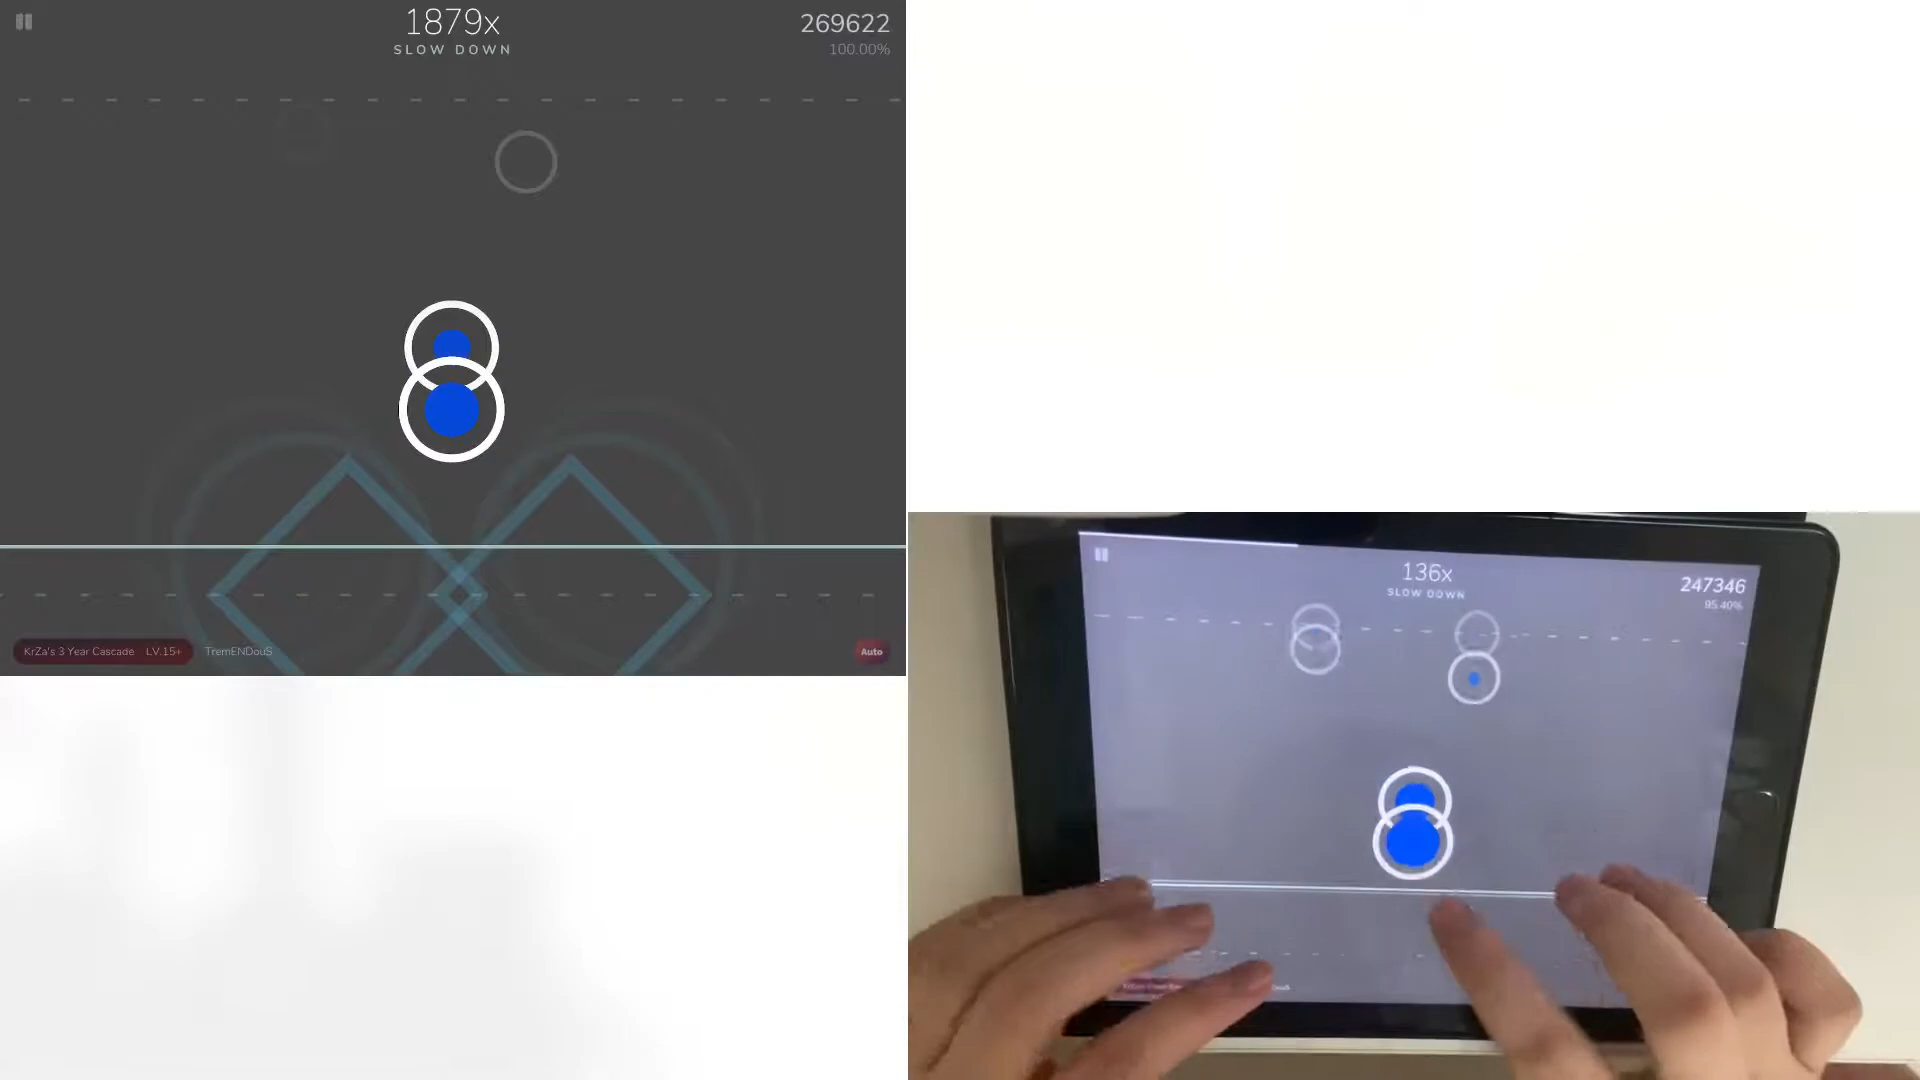 1879x
SLOW DOWN
269622
100.00%
KrZa's 3 Year Cascade LV.15+
TremENDouS
Auto
136x
SLOW DOWN
247346
95.40%